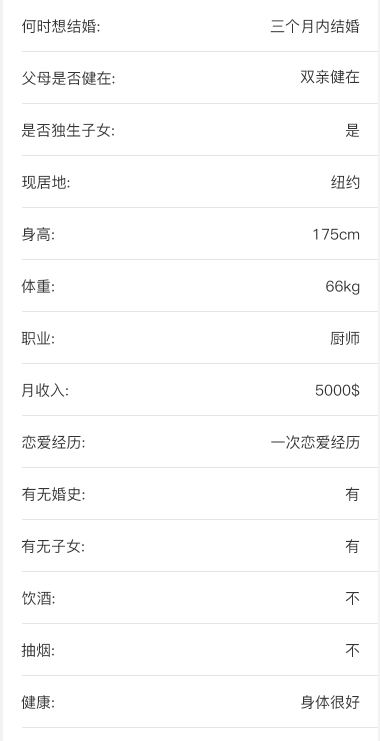 何时想结婚: 三个月内结婚
父母是否健在: 双亲健在
是否独生子女: 是
现居地: 纽约
身高: 175cm
体重: 66kg
职业: 厨师
月收入: 5000$
恋爱经历: 一次恋爱经历
有无婚史: 有
有无子女: 有
饮酒: 不
抽烟: 不
健康: 身体很好